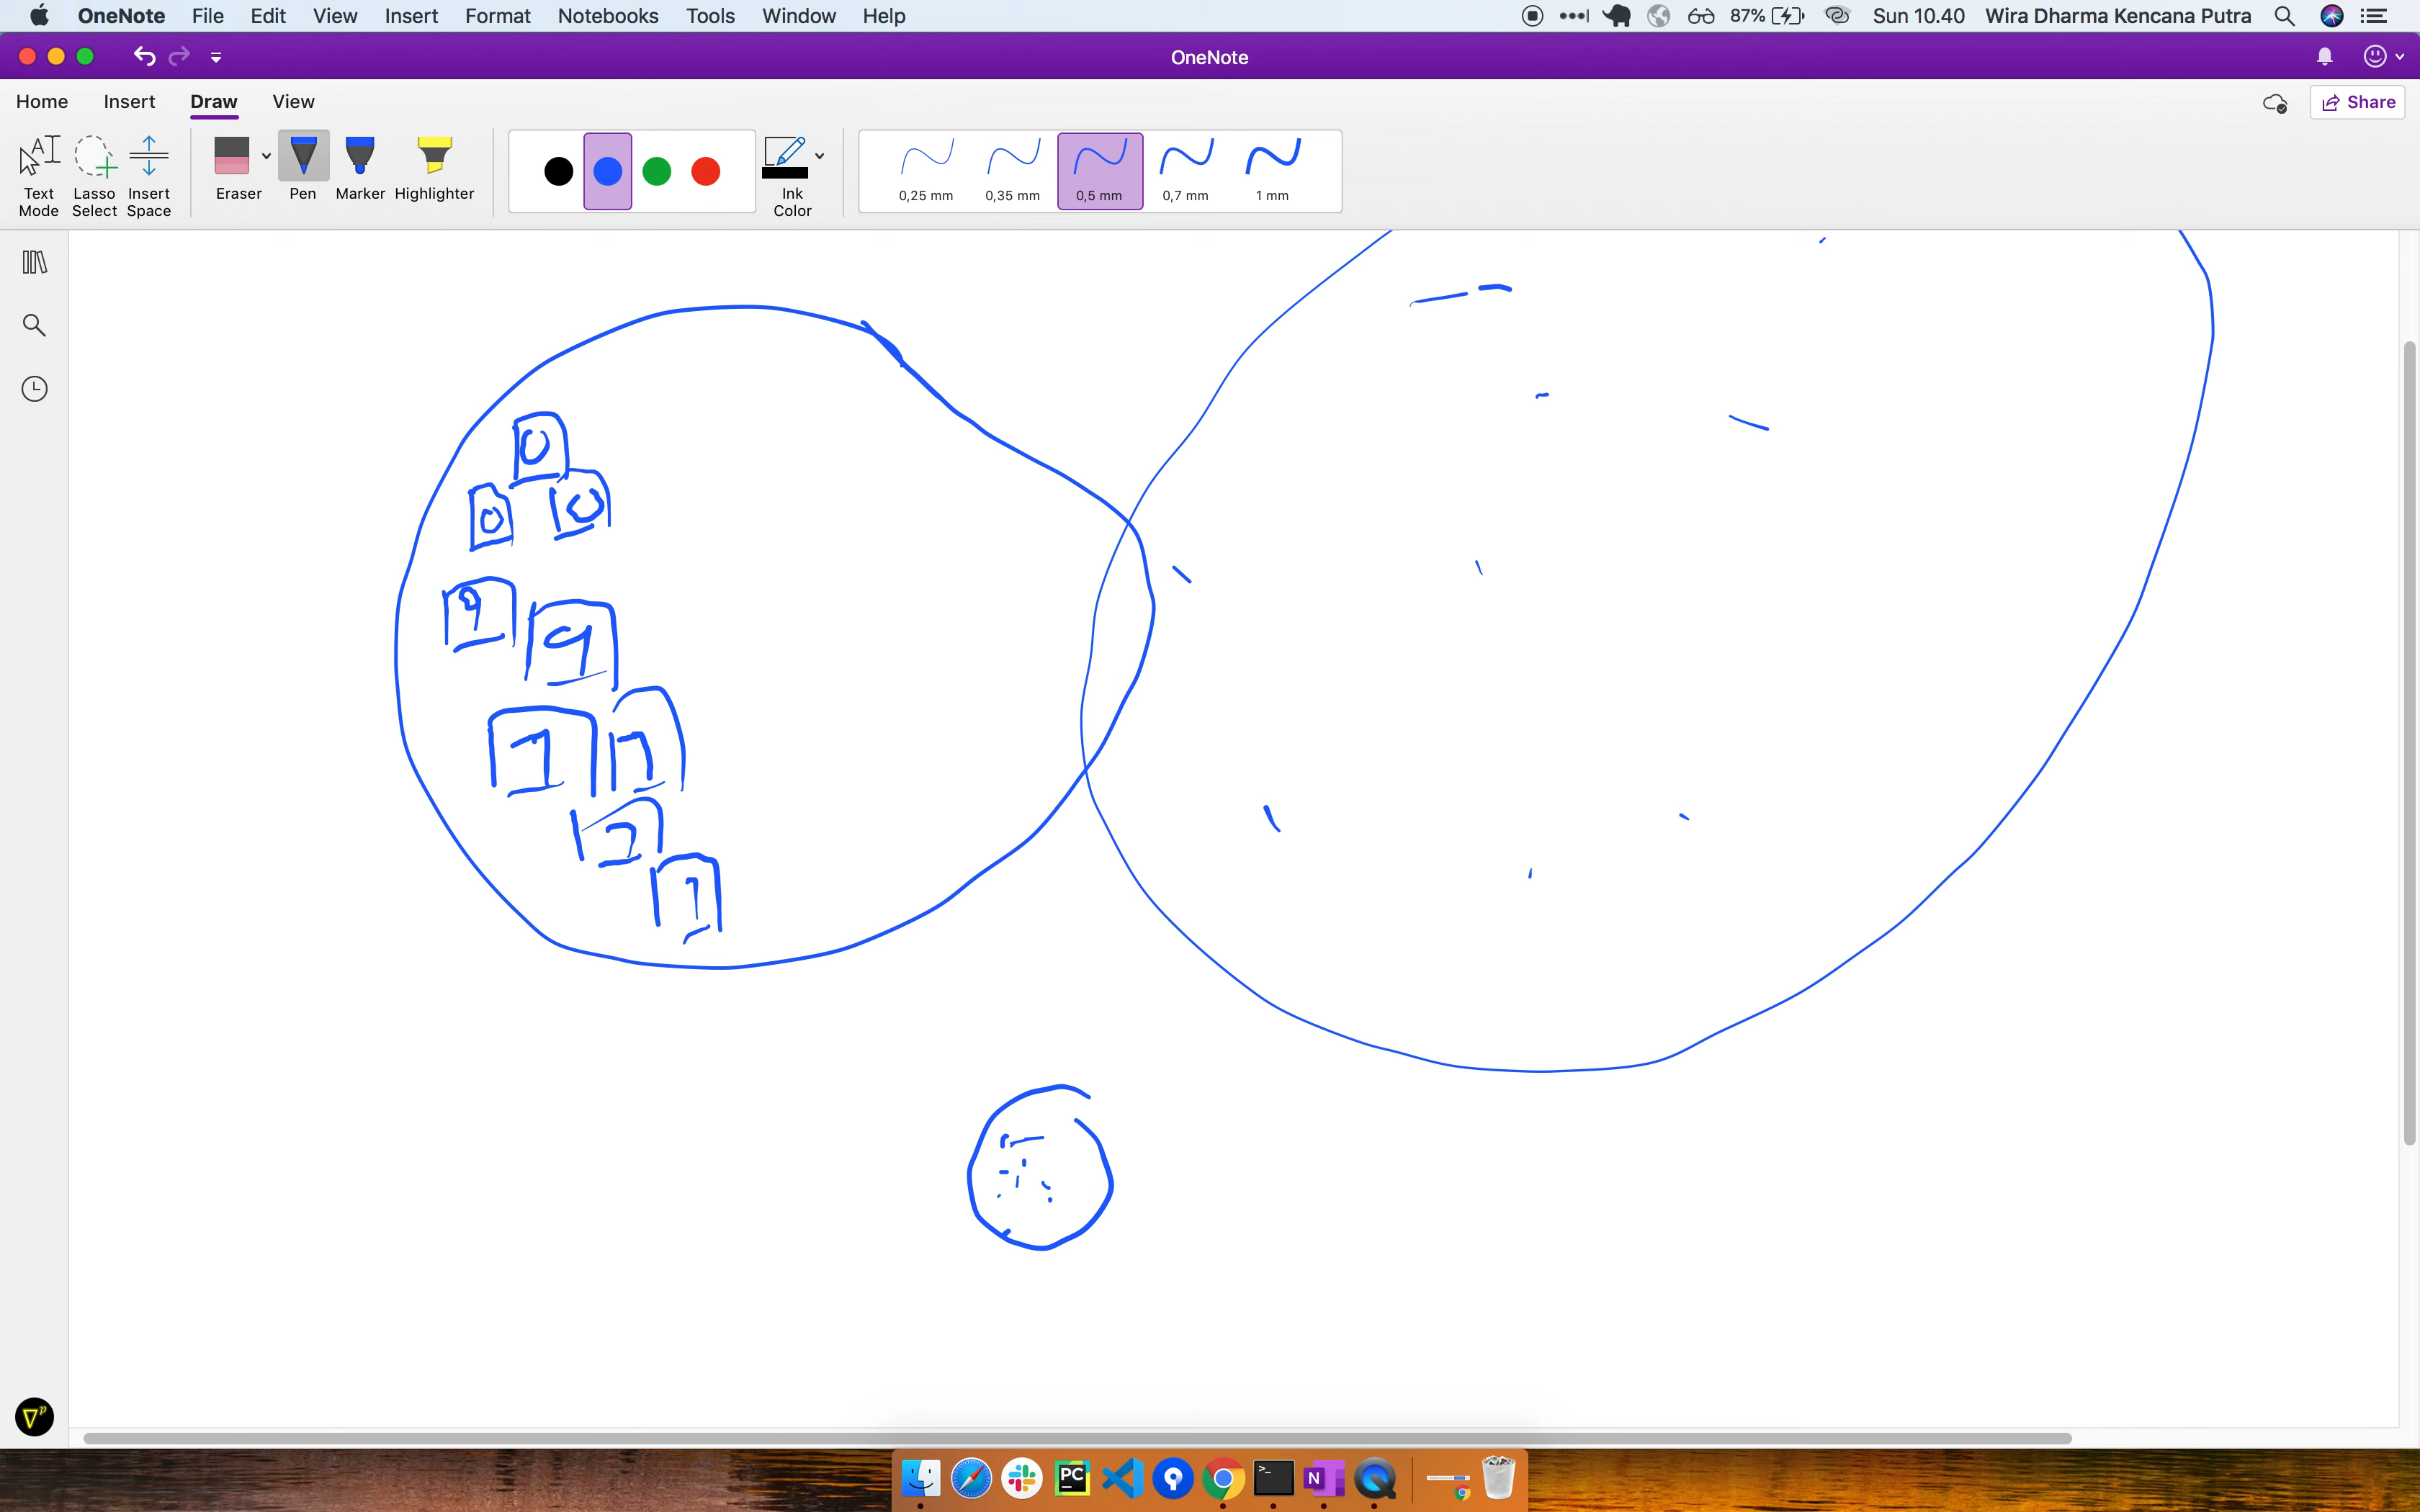 OneNote File Edit View Insert Format Notebooks Tools Window Help 87% Sun 10.40 Wira Dharma Kencana Putra
OneNote
Home Insert Draw View Share
Text Mode Lasso Select Insert Space Eraser Pen Marker Highlighter Ink Color 0,25 mm 0,35 mm 0,5 mm 0,7 mm 1 mm
0
0 0
9
9
1 1
1
∇p
PC
>_
N